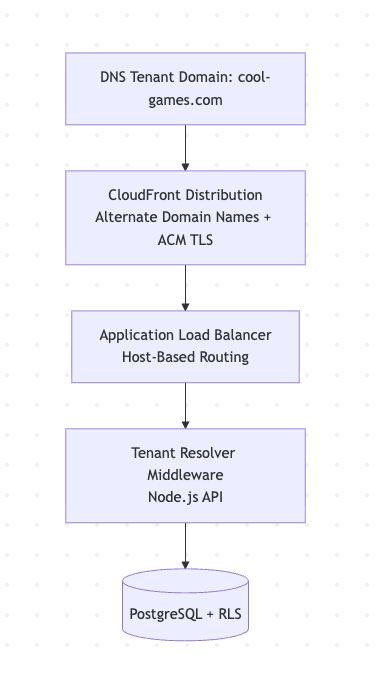 DNS Tenant Domain: cool-
games.com
CloudFront Distribution
Alternate Domain Names +
ACM TLS
Application Load Balancer
Host-Based Routing
Tenant Resolver
Middleware
Node.js API
PostgreSQL + RLS